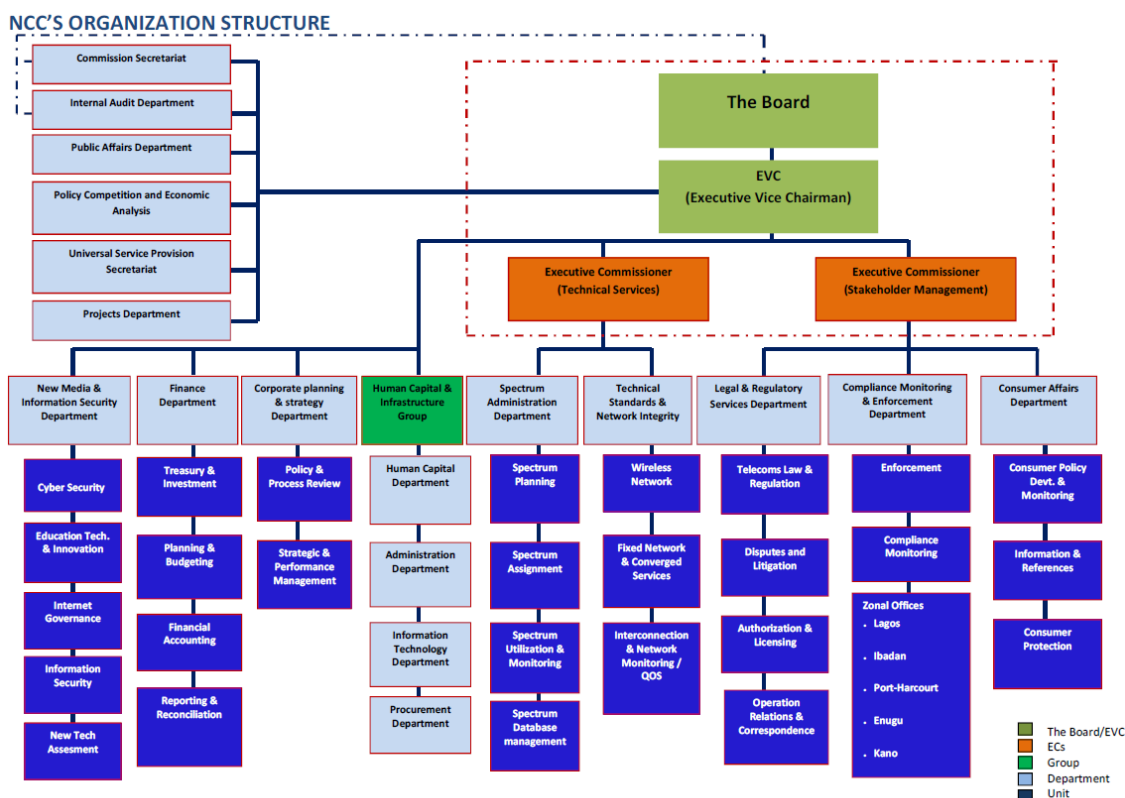 NCC'S ORGANIZATION STRUCTURE
Commission Secretariat
Internal Audit Department
Public Affairs Department
Policy Competition and Economic
Analysis
Universal Service Provision
Secretariat
Projects Department
The Board
EVC
(Executive Vice Chairman)
Executive Commissioner
(Technical Services)
Executive Commissioner
(Stakeholder Management)
New Media &
Information Security
Department
Finance
Department
Corporate planning
& strategy
Department
Human Capital &
Infrastructure
Group
Spectrum
Administration
Department
Technical
Standards &
Network Integrity
Legal & Regulatory
Services Department
Compliance Monitoring
& Enforcement
Department
Consumer Affairs
Department
Cyber Security
Education Tech.
& Innovation
Internet
Governance
Information
Security
New Tech
Assesment
Treasury &
Investment
Planning &
Budgeting
Financial
Accounting
Reporting &
Reconciliation
Policy &
Process Review
Strategic &
Performance
Management
Human Capital
Department
Administration
Department
Information
Technology
Department
Procurement
Department
Spectrum
Planning
Spectrum
Assignment
Spectrum
Utilization &
Monitoring
Spectrum
Database
management
Wireless
Network
Fixed Network
& Converged
Services
Interconnection
& Network
Monitoring /
QOS
Telecoms Law &
Regulation
Disputes and
Litigation
Authorization &
Licensing
Operation
Relations &
Correspondence
Enforcement
Compliance
Monitoring
Zonal Offices
. Lagos
. Ibadan
. Port-Harcourt
. Enugu
. Kano
Consumer Policy
Devt. &
Monitoring
Information &
References
Consumer
Protection
The Board/EVC
ECs
Group
Department
Unit